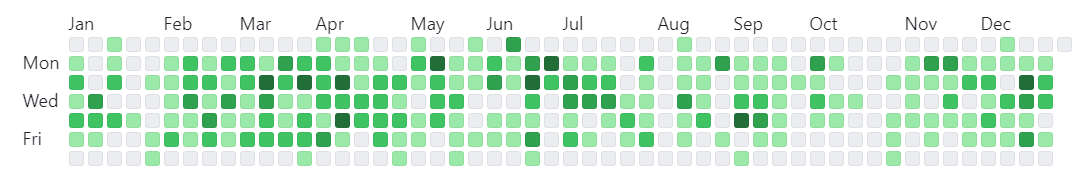 Jan Feb Mar Apr May Jun Jul Aug Sep Oct Nov Dec
Mon
Wed
Fri